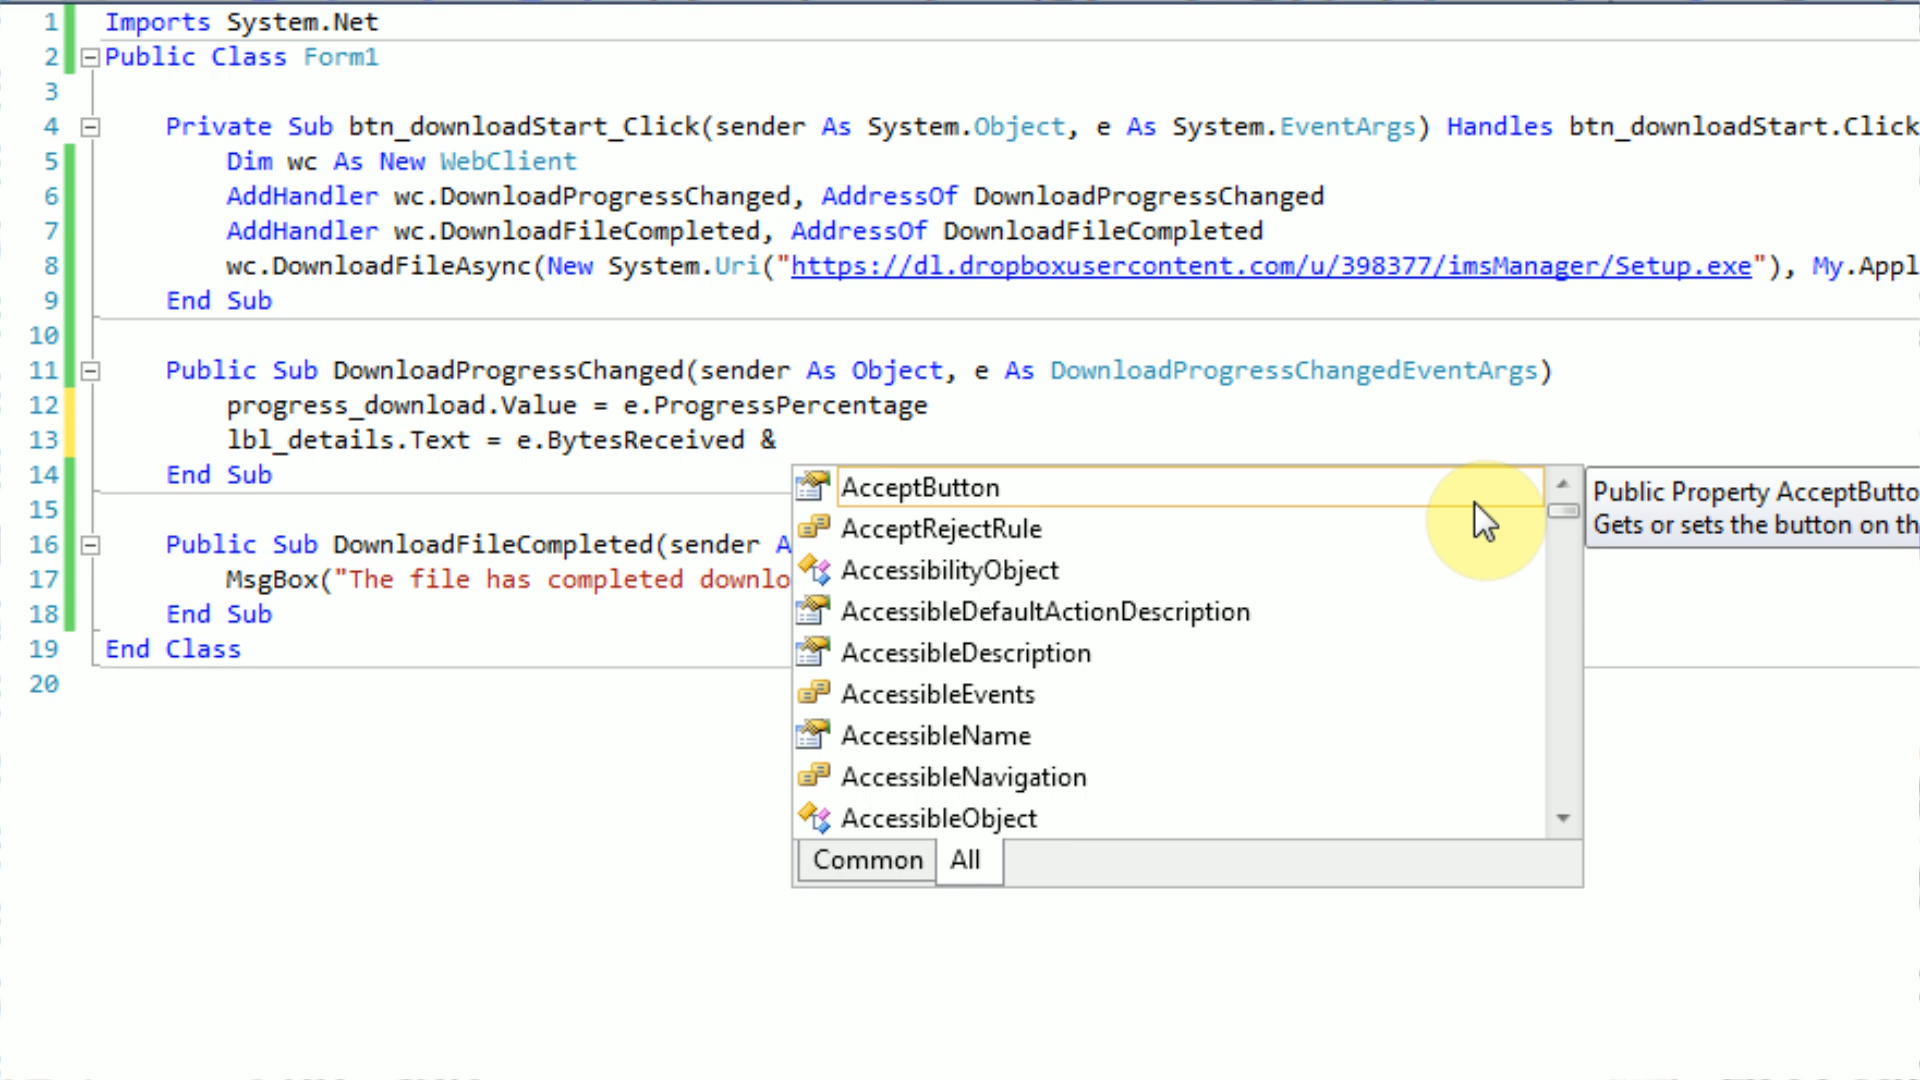 1 Imports System.Net
2 Public Class Form1
3
4 Private Sub btn_downloadStart_Click(sender As System.Object, e As System.EventArgs) Handles btn_downloadStart.Click
5 Dim wc As New WebClient
6 AddHandler wc.DownloadProgressChanged, AddressOf DownloadProgressChanged
7 AddHandler wc.DownloadFileCompleted, AddressOf DownloadFileCompleted
8 wc.DownloadFileAsync(New System.Uri("https://dl.dropboxusercontent.com/u/398377/imsManager/Setup.exe"), My.Appl
9 End Sub
10
11 Public Sub DownloadProgressChanged(sender As Object, e As DownloadProgressChangedEventArgs)
12 progress_download.Value = e.ProgressPercentage
13 lbl_details.Text = e.BytesReceived &
14 End Sub
15
16 Public Sub DownloadFileCompleted(sender A
17 MsgBox("The file has completed downlo
18 End Sub
19 End Class
20
AcceptButton
AcceptRejectRule
AccessibilityObject
AccessibleDefaultActionDescription
AccessibleDescription
AccessibleEvents
AccessibleName
AccessibleNavigation
AccessibleObject
Common All
Public Property AcceptButto
Gets or sets the button on th